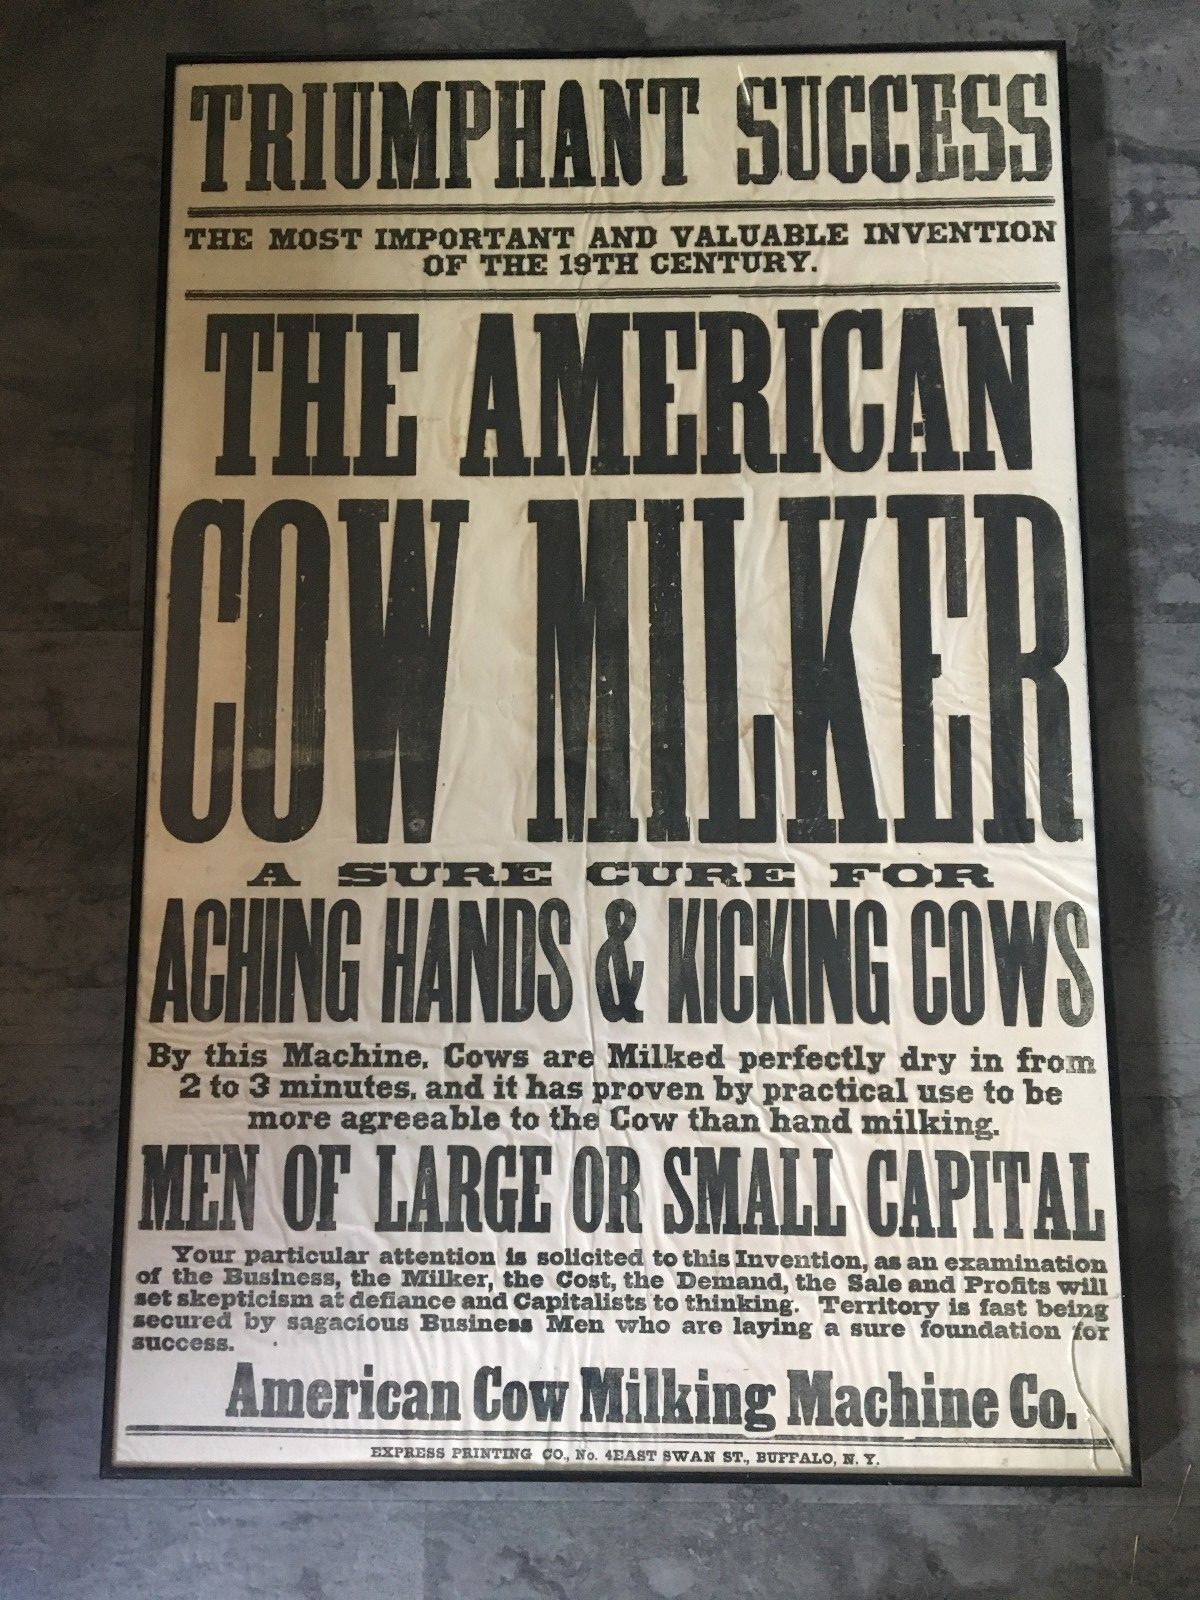 TRIUMPHANT SUCCESS
THE MOST IMPORTANT AND VALUABLE INVENTION
OF THE 19TH CENTURY.
THE AMERICAN
COW MILKER
A SURE CURE FOR
ACHING HANDS & KICKING COWS
By this Machine, Cows are Milked perfectly dry in from
2 to 3 minutes, and it has proven by practical use to be
more agreeable to the Cow than hand milking.
MEN OF LARGE OR SMALL CAPITAL
Your particular attention is solicited to this Invention, as an examination
of the Business, the Milker, the Cost, the Demand, the Sale and Profits will
set skepticism at defiance and Capitalists to thinking. Territory is fast being
secured by sagacious Business Men who are laying a sure foundation for
success.
American Cow Milking Machine Co.
EXPRESS PRINTING CO., No. 4 EAST SWAN ST., BUFFALO, N. Y.